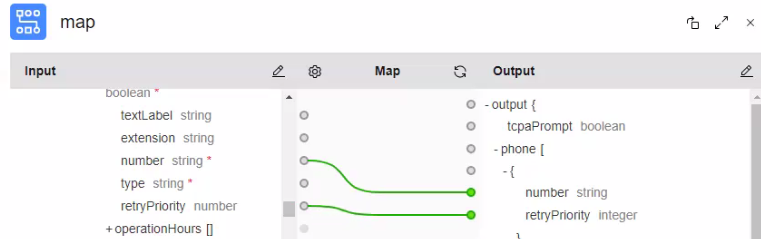 map
Input
Map
Output
boolean *
textLabel string
extension string
number string *
type string *
retryPriority number
+operationHours []
- output {
tcpaPrompt boolean
- phone [
- {
number string
retryPriority integer
}